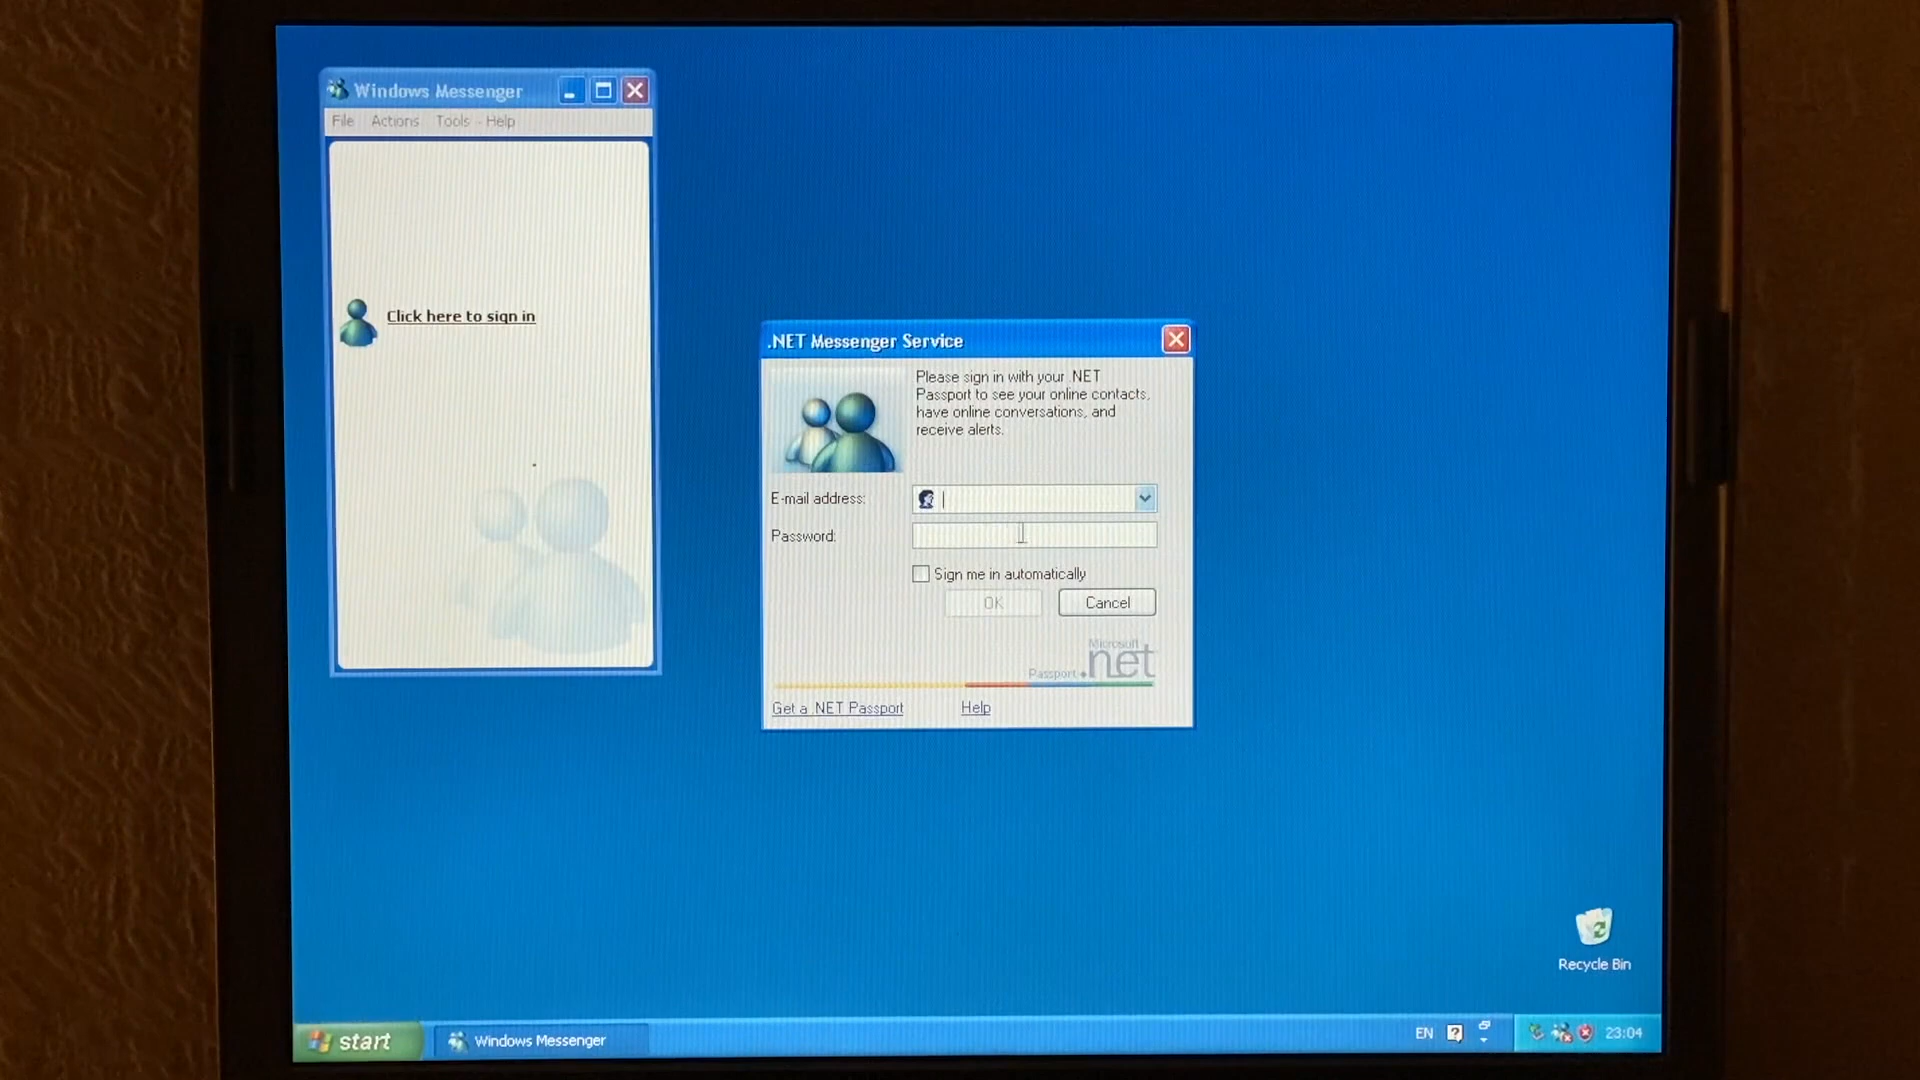 Windows Messenger
File Actions Tools Help
Click here to sign in
.NET Messenger Service
Please sign in with your .NET
Passport to see your online contacts,
have online conversations, and
receive alerts.
E-mail address:
Password:
Sign me in automatically
OK Cancel
Microsoft
Passport .net
Get a .NET Passport Help
Recycle Bin
start Windows Messenger EN 23:04